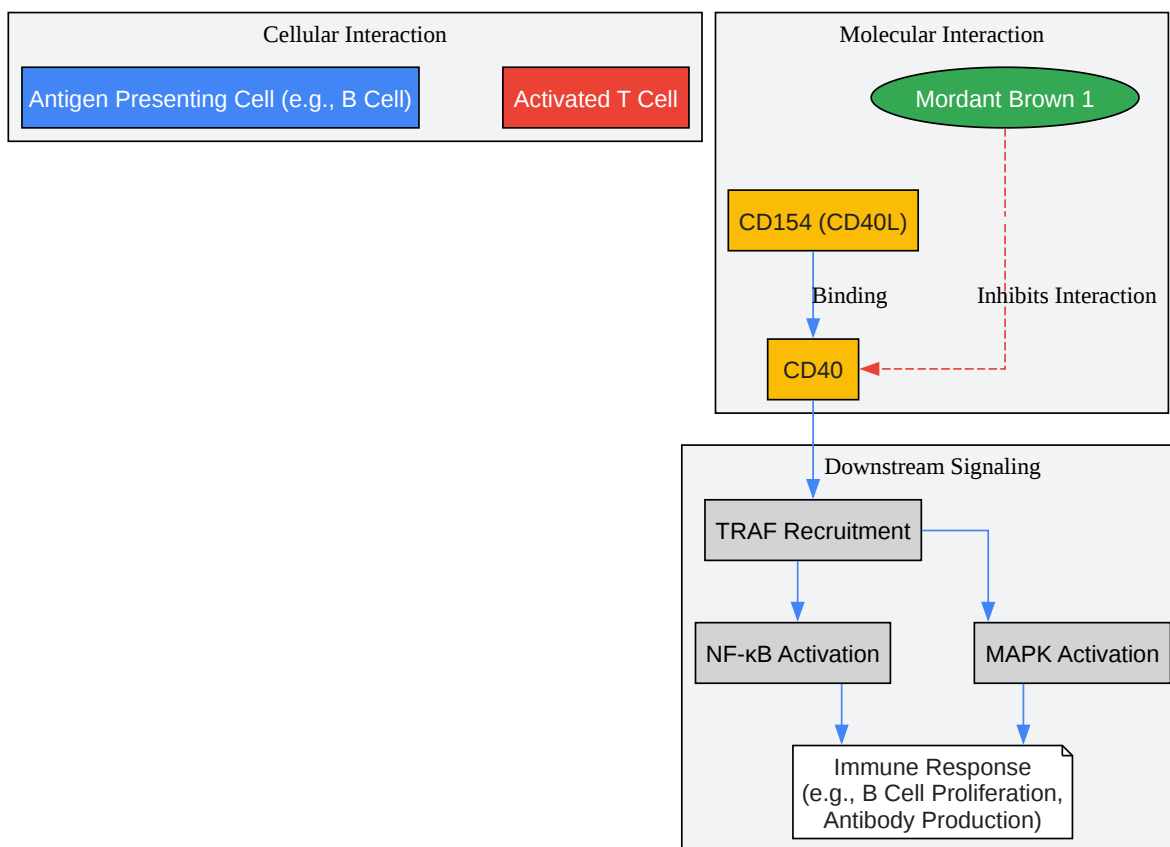 Cellular Interaction
Antigen Presenting Cell (e.g., B Cell)
Activated T Cell
Molecular Interaction
Mordant Brown 1
CD154 (CD40L)
Binding
Inhibits Interaction
CD40
Downstream Signaling
TRAF Recruitment
NF-κB Activation
MAPK Activation
Immune Response
(e.g., B Cell Proliferation,
Antibody Production)